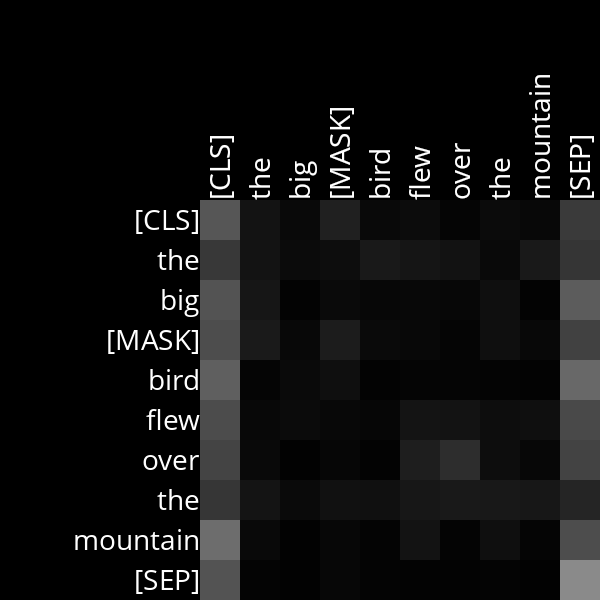 [CLS] the big [MASK] bird flew over the mountain [SEP]
[CLS]
the
big
[MASK]
bird
flew
over
the
mountain
[SEP]